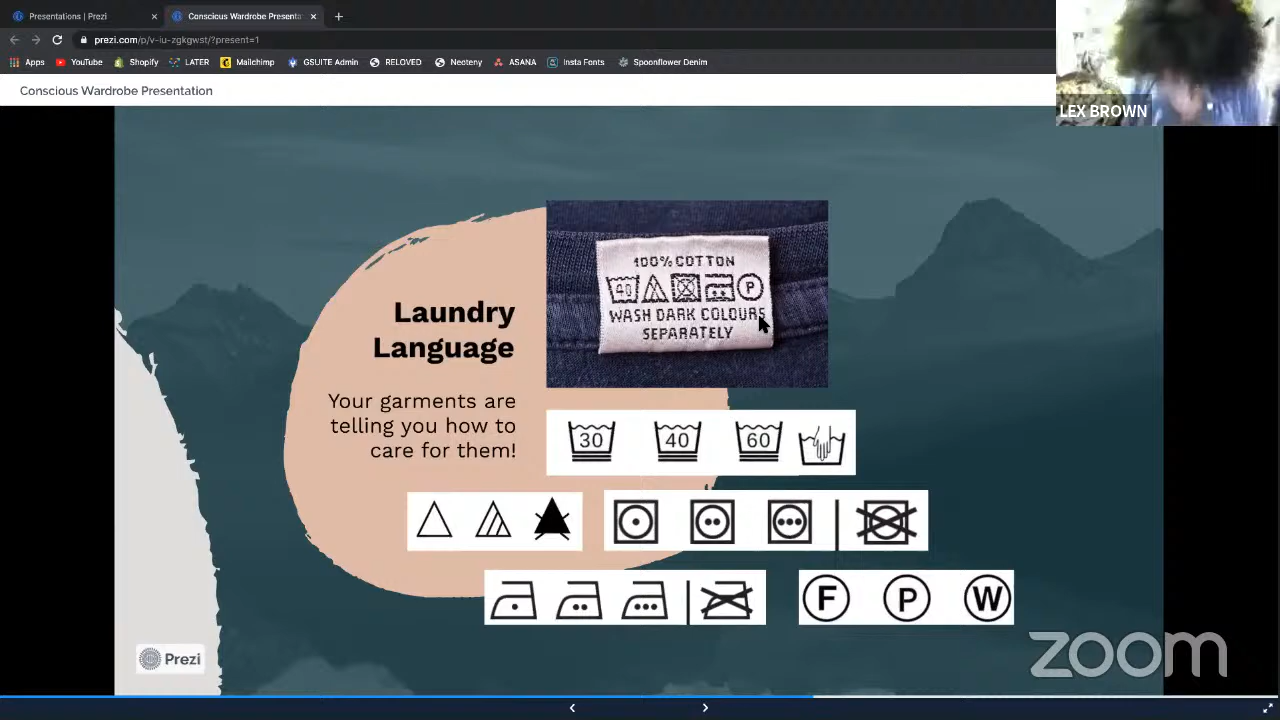 Presentations | Prezi
Conscious Wardrobe Presenta
prezi.com/p/v-iu-zgkgwst/?present=1
Apps
YouTube
Shopify
LATER
Mailchimp
GSUITE Admin
RELOVED
Neoteny
ASANA
Insta Fonts
Spoonflower Denim
Conscious Wardrobe Presentation
LEX BROWN
100% COTTON
40
P
WASH DARK COLOURS
SEPARATELY
Laundry
Language
Your garments are
telling you how to
care for them!
30 40 60
F P W
Prezi
zoom